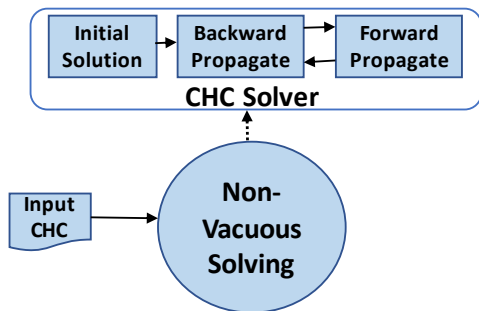 Initial
Solution
Backward
Propagate
Forward
Propagate
CHC Solver
Input
CHC
Non-
Vacuous
Solving